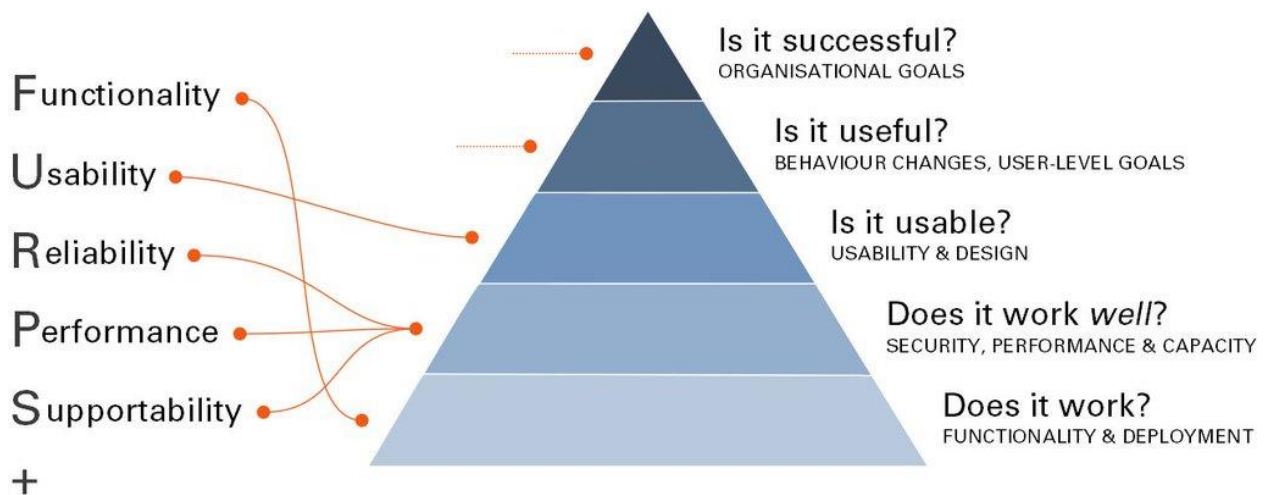 Functionality
Usability
Reliability
Performance
Supportability
+
Is it successful?
ORGANISATIONAL GOALS
Is it useful?
BEHAVIOUR CHANGES, USER-LEVEL GOALS
Is it usable?
USABILITY & DESIGN
Does it work well?
SECURITY, PERFORMANCE & CAPACITY
Does it work?
FUNCTIONALITY & DEPLOYMENT